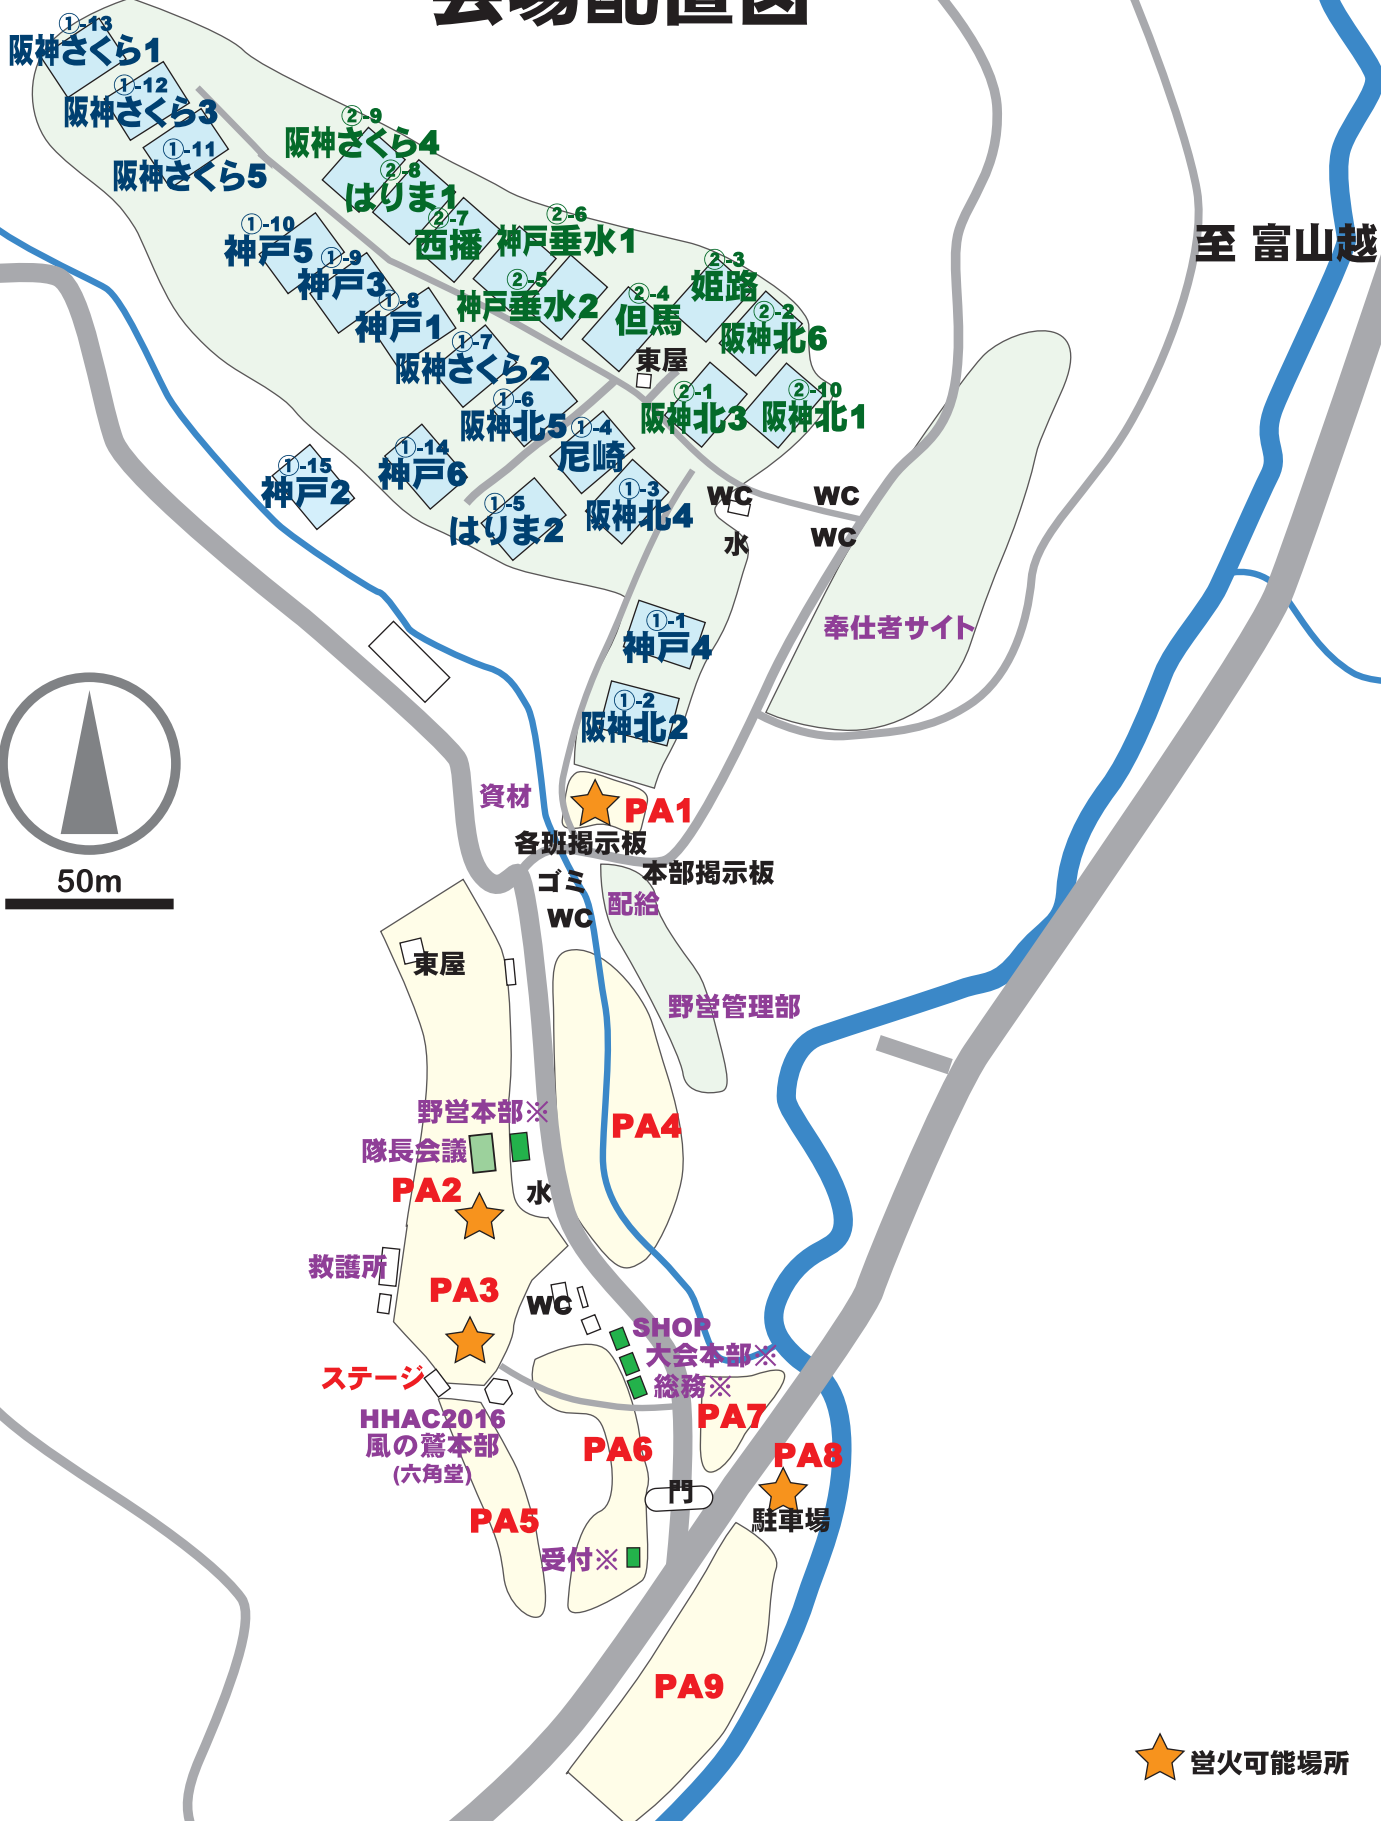 会場配置図
①-13
阪神さくら1
①-12
阪神さくら3
①-11
阪神さくら5
②-9
阪神さくら4
②-8
はりま1
②-7
西播
②-6
神戸垂水1
②-5
神戸垂水2
②-4
但馬
②-3
姫路
②-2
阪神北6
②-1
阪神北3
②-10
阪神北1
東屋
①-10
神戸5
①-9
神戸3
①-8
神戸1
①-7
阪神さくら2
①-6
阪神北5
①-4
尼崎
①-3
阪神北4
①-14
神戸6
①-15
神戸2
①-5
はりま2
至 富山越
WC
WC
WC
水
奉仕者サイト
①-1
神戸4
①-2
阪神北2
50m
資材
PA1
各班掲示板
本部掲示板
ゴミ
配給
WC
東屋
野営管理部
野営本部※
隊長会議
PA4
PA2
水
救護所
PA3
WC
SHOP
大会本部※
総務※
ステージ
HHAC2016
風の鷲本部
(六角堂)
PA7
PA6
PA8
門
駐車場
PA5
受付※
PA9
営火可能場所